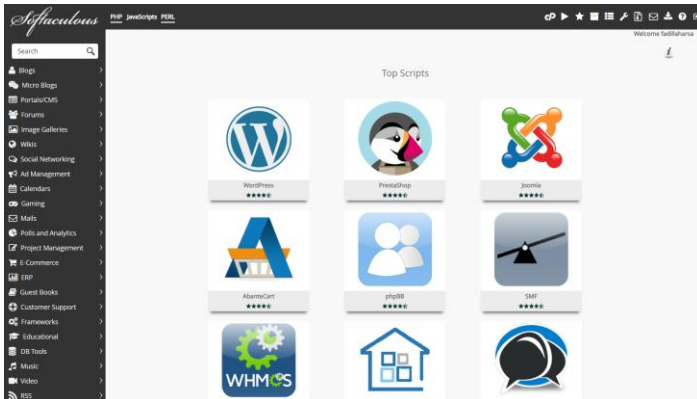 Softaculous
PHP JavaScripts PERL
Welcome fadillaharsa
Search
Blogs
Micro Blogs
Portals/CMS
Forums
Image Galleries
Wikis
Social Networking
Ad Management
Calendars
Gaming
Mails
Polls and Analytics
Project Management
E-Commerce
ERP
Guest Books
Customer Support
Frameworks
Educational
DB Tools
Music
Video
RSS
Top Scripts
WordPress
PrestaShop
Joomla
AbanteCart
phpBB
SMF
WHMCS